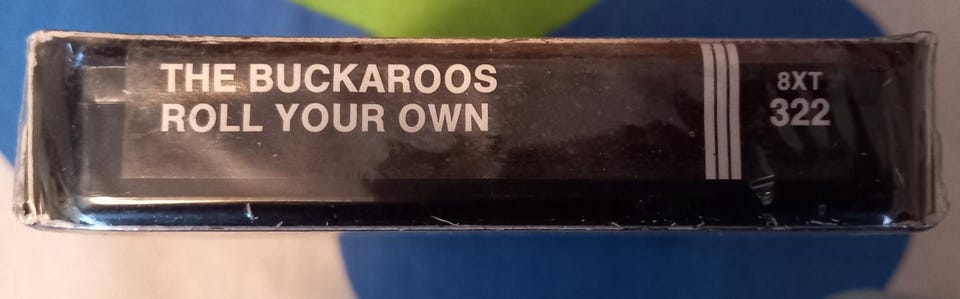 THE BUCKAROOS
ROLL YOUR OWN
8XT
322